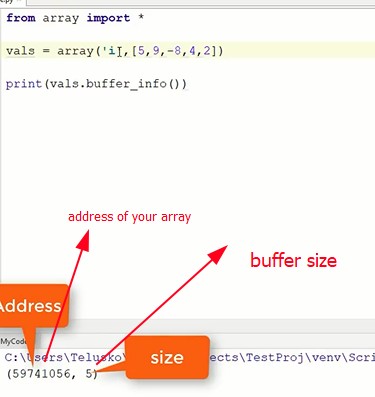 from array import *
vals = array('i',[5,9,-8,4,2])
print(vals.buffer_info())
address of your array
buffer size
Address
MyCode
size
C:\Users\Telusko\ ects\TestProj\venv\Scri
(59741056, 5)